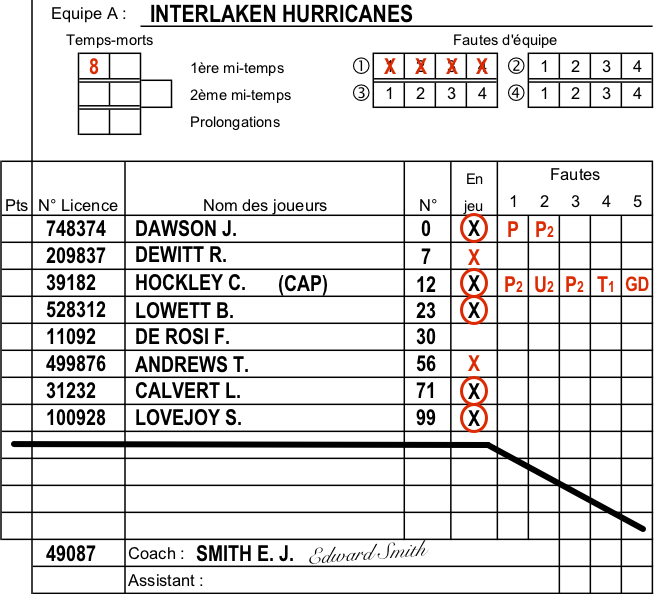 Equipe A : INTERLAKEN HURRICANES
Temps-morts Fautes d'équipe
8 1ère mi-temps ① X X X X ② 1 2 3 4
2ème mi-temps ③ 1 2 3 4 ④ 1 2 3 4
Prolongations
En Fautes
Pts N° Licence Nom des joueurs N° jeu 1 2 3 4 5
748374 DAWSON J. 0 X P P2
209837 DEWITT R. 7 X
39182 HOCKLEY C. (CAP) 12 X P2 U2 P2 T1 GD
528312 LOWETT B. 23 X
11092 DE ROSI F. 30
499876 ANDREWS T. 56 X
31232 CALVERT L. 71 X
100928 LOVEJOY S. 99 X
49087 Coach : SMITH E. J. Edward Smith
Assistant :